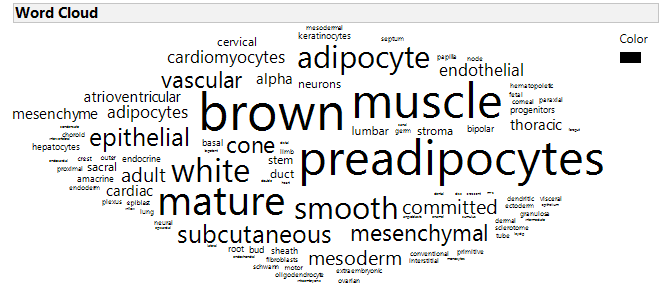 Word Cloud
Color
mesodermal
keratinocytes
septum
cervical
cardiomyocytes
adipocyte
papilla
node
endothelial
vascular
alpha
neurons
hematopoietic
fetal
corneal paraxial
progenitors
atrioventricular
mesenchyme
adipocytes
brown
muscle
thoracic
lumbar
germ
stroma
bipolar
choroid
epithelial
hepatocytes
basal
cone
limb
preadipocytes
crest
outer
endocrine
proximal
sacral
amacrine
adult
white
stem
duct
endoderm
cardiac
plexus
epiblast
lung
mature
smooth
committed
dendritic
visceral
ectoderm
granulosa
neural
dermal
sclerotome
tube
subcutaneous
mesenchymal
root
bud
sheath
fibroblasts
schwann
motor
oligodendrocyte
mesoderm
conventional
primitive
interstitial
extraembryonic
ovarian